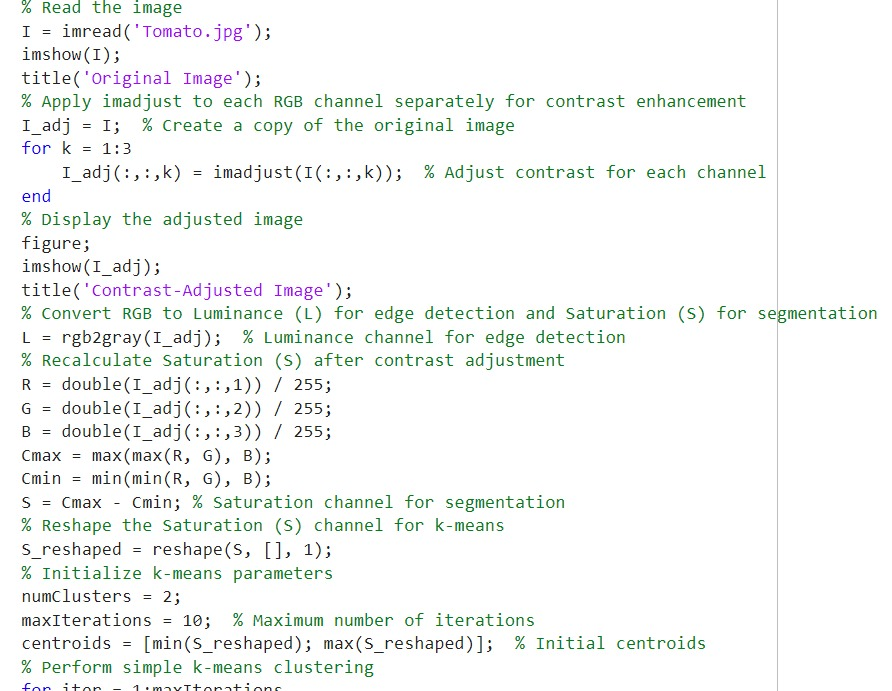 % Read the image
I = imread('Tomato.jpg');
imshow(I);
title('Original Image');
% Apply imadjust to each RGB channel separately for contrast enhancement
I_adj = I;  % Create a copy of the original image
for k = 1:3
    I_adj(:,:,k) = imadjust(I(:,:,k));  % Adjust contrast for each channel
end
% Display the adjusted image
figure;
imshow(I_adj);
title('Contrast-Adjusted Image');
% Convert RGB to Luminance (L) for edge detection and Saturation (S) for segmentation
L = rgb2gray(I_adj);  % Luminance channel for edge detection
% Recalculate Saturation (S) after contrast adjustment
R = double(I_adj(:,:,1)) / 255;
G = double(I_adj(:,:,2)) / 255;
B = double(I_adj(:,:,3)) / 255;
Cmax = max(max(R, G), B);
Cmin = min(min(R, G), B);
S = Cmax - Cmin; % Saturation channel for segmentation
% Reshape the Saturation (S) channel for k-means
S_reshaped = reshape(S, [], 1);
% Initialize k-means parameters
numClusters = 2;
maxIterations = 10;  % Maximum number of iterations
centroids = [min(S_reshaped); max(S_reshaped)];  % Initial centroids
% Perform simple k-means clustering
for iter = 1:maxIterations